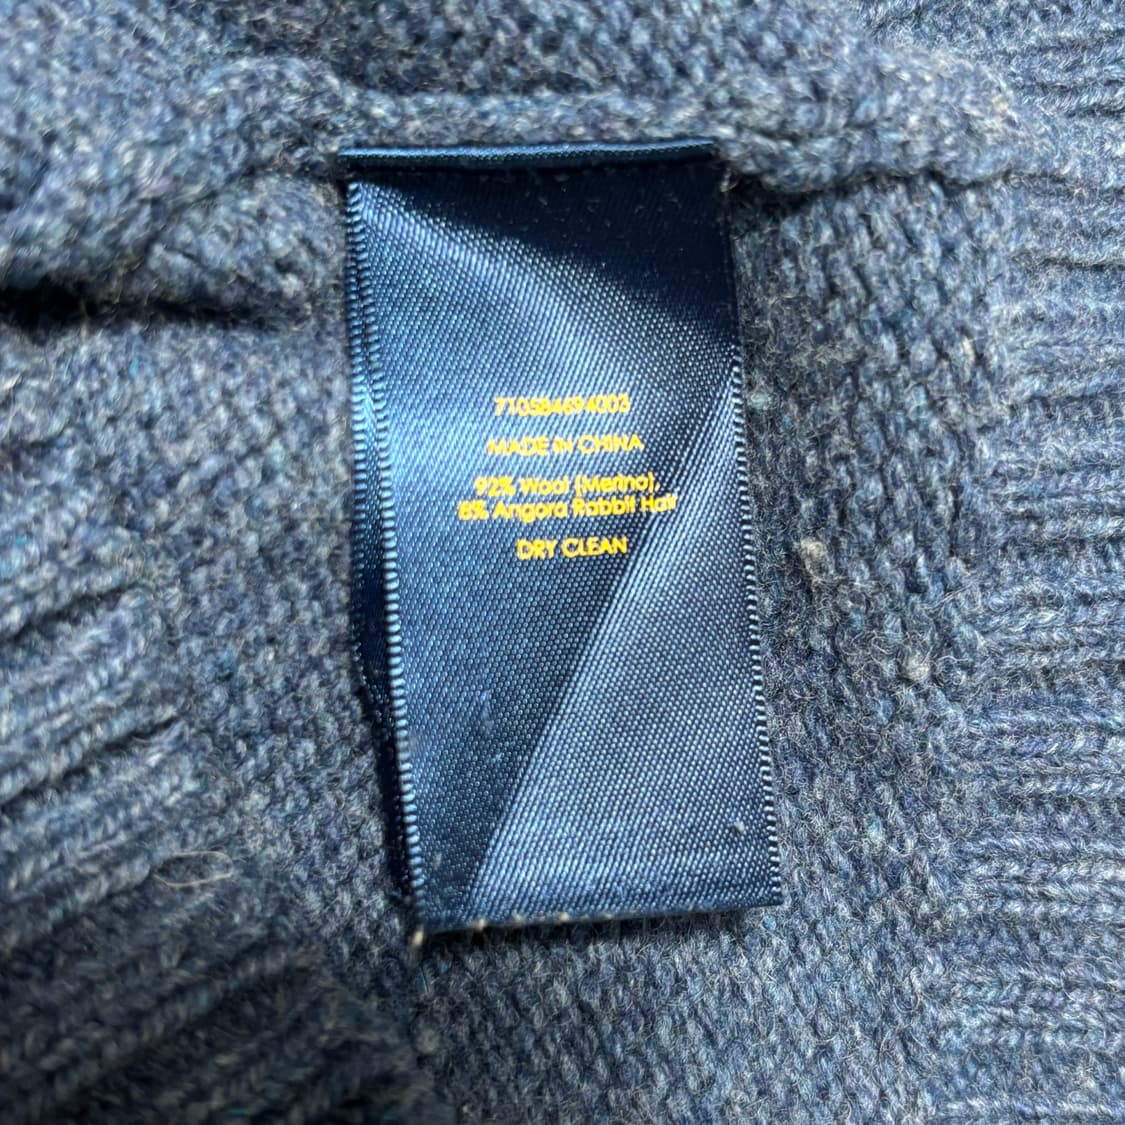 710584694003
MADE IN CHINA
92% Wool (Merino),
8% Angora Rabbit Hair
DRY CLEAN